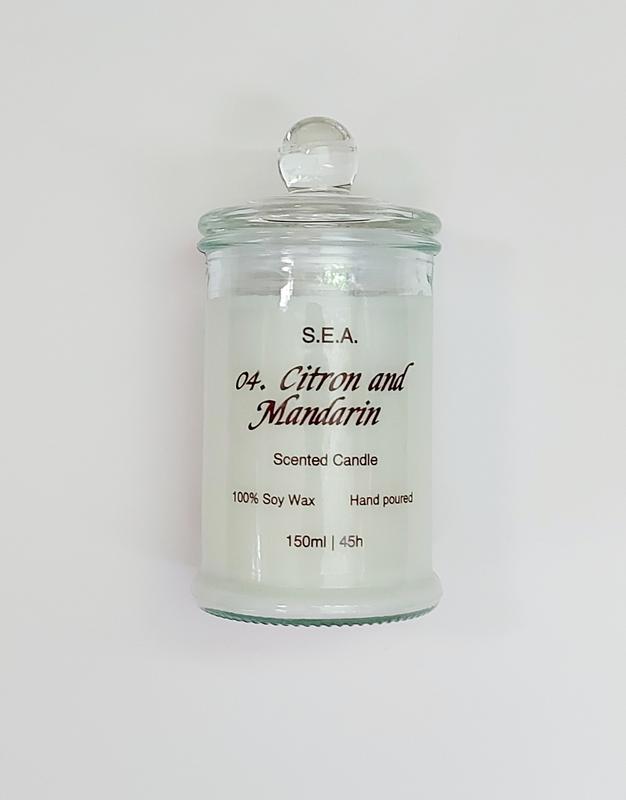 S.E.A.
04. Citron and
Mandarin
Scented Candle
100% Soy Wax Hand poured
150ml | 45h